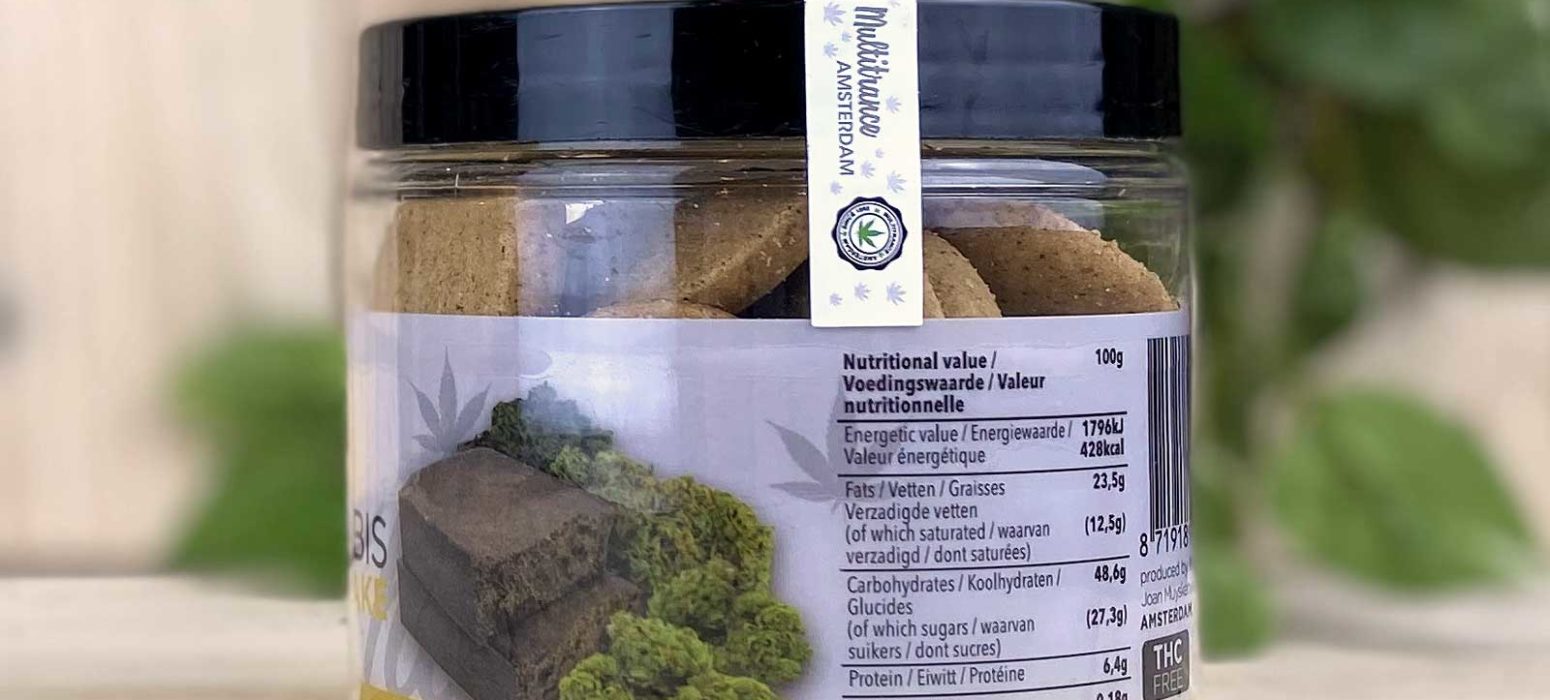 Multitrance
AMSTERDAM
BIS
AKE
Nutritional value / 100g
Voedingswaarde / Valeur
nutritionnelle
Energetic value / Energiewaarde / 1796kJ
Valeur énergétique 428kcal
Fats / Vetten / Graisses 23,5g
Verzadigde vetten
(of which saturated / waarvan (12,5g)
verzadigd / dont saturées)
Carbohydrates / Koolhydraten / 48,6g
Glucides
(of which sugars / waarvan (27,3g)
suikers / dont sucres)
Protein / Eiwitt / Protéine 6,4g
0,18g
8 71918
produced by
Joan Muysken
AMSTERDAM
THC
FREE